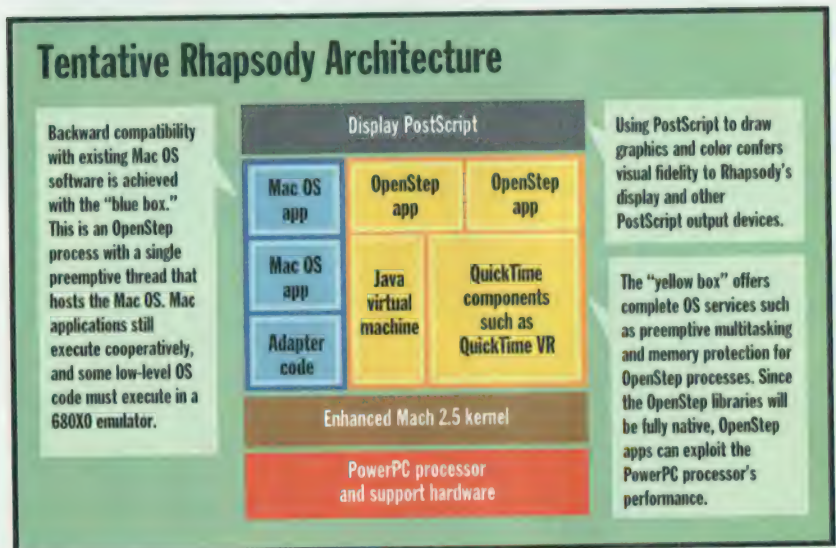 Tentative Rhapsody Architecture
Backward compatibility
with existing Mac OS
software is achieved
with the “blue box.”
This is an OpenStep
process with a single
preemptive thread that
hosts the Mac OS. Mac
applications still
execute cooperatively,
and some low-level OS
code must execute in a
680X0 emulator.
Display PostScript
Mac OS
app
OpenStep
app
OpenStep
app
Mac OS
app
Adapter
code
Java
virtual
machine
QuickTime
components
such as
QuickTime VR
Enhanced Mach 2.5 kernel
PowerPC processor
and support hardware
Using PostScript to draw
graphics and color confers
visual fidelity to Rhapsody’s
display and other
PostScript output devices.
The “yellow box” offers
complete OS services such
as preemptive multitasking
and memory protection for
OpenStep processes. Since
the OpenStep libraries will
be fully native, OpenStep
apps can exploit the
PowerPC processor’s
performance.